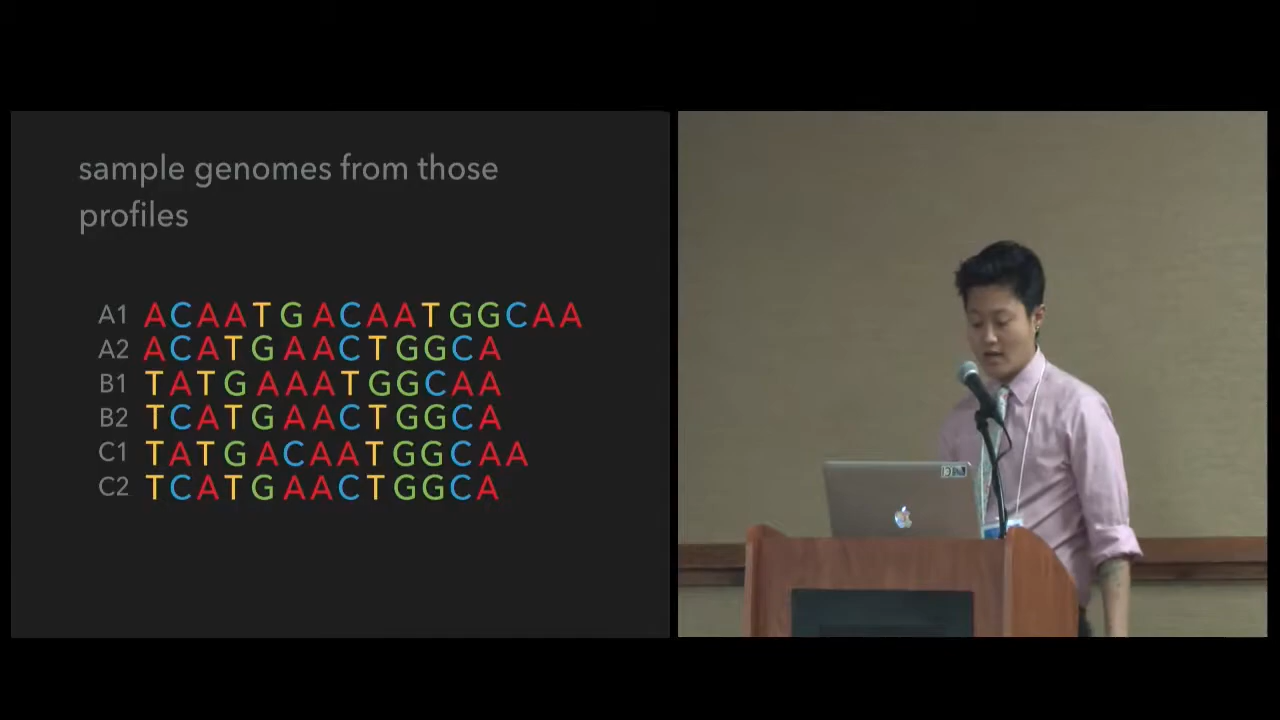 sample genomes from those
profiles
A1 ACAATGACAATGGCAA
A2 ACATGAACTGGCA
B1 TATGAAATGGCAA
B2 TCATGAACTGGCA
C1 TATGACAATGGCAA
C2 TCATGAACTGGCA